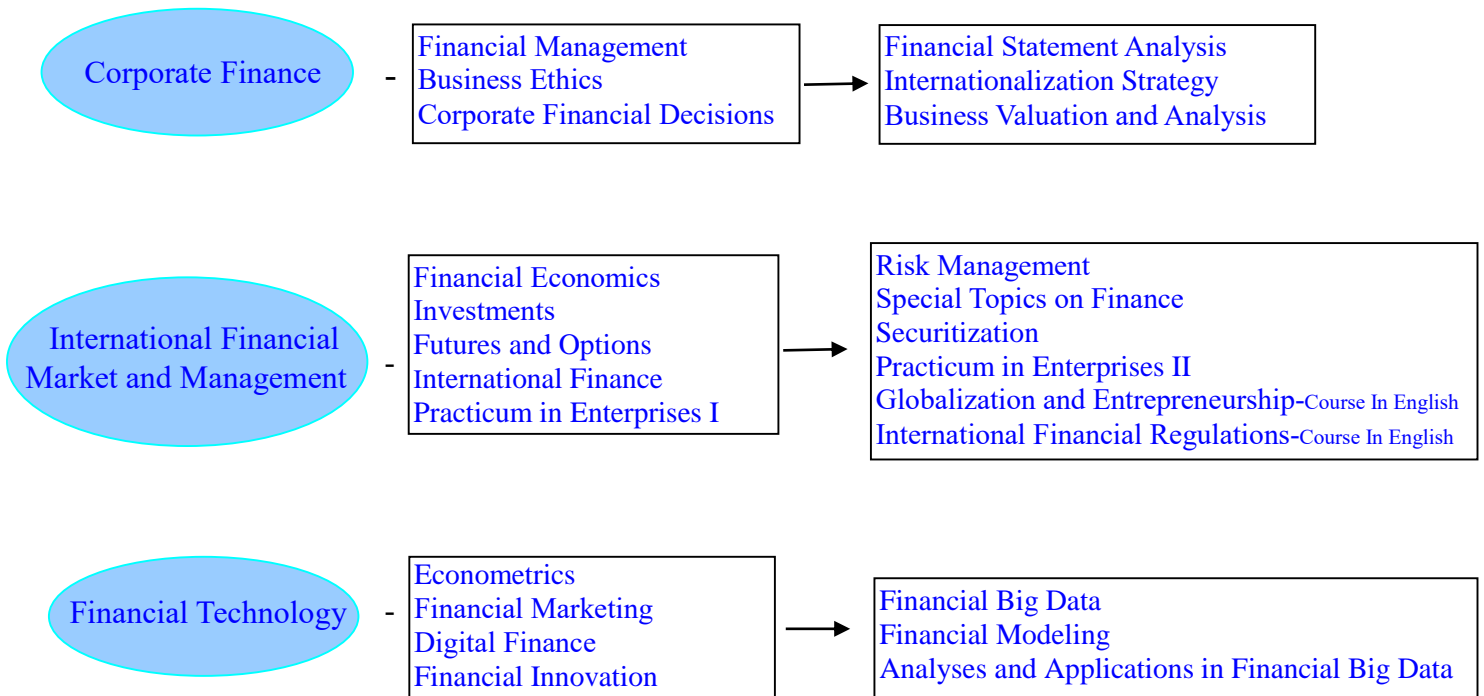 Corporate Finance
-
Financial Management
Business Ethics
Corporate Financial Decisions
Financial Statement Analysis
Internationalization Strategy
Business Valuation and Analysis
International Financial
Market and Management
-
Financial Economics
Investments
Futures and Options
International Finance
Practicum in Enterprises I
Risk Management
Special Topics on Finance
Securitization
Practicum in Enterprises II
Globalization and Entrepreneurship-Course In English
International Financial Regulations-Course In English
Financial Technology
-
Econometrics
Financial Marketing
Digital Finance
Financial Innovation
Financial Big Data
Financial Modeling
Analyses and Applications in Financial Big Data